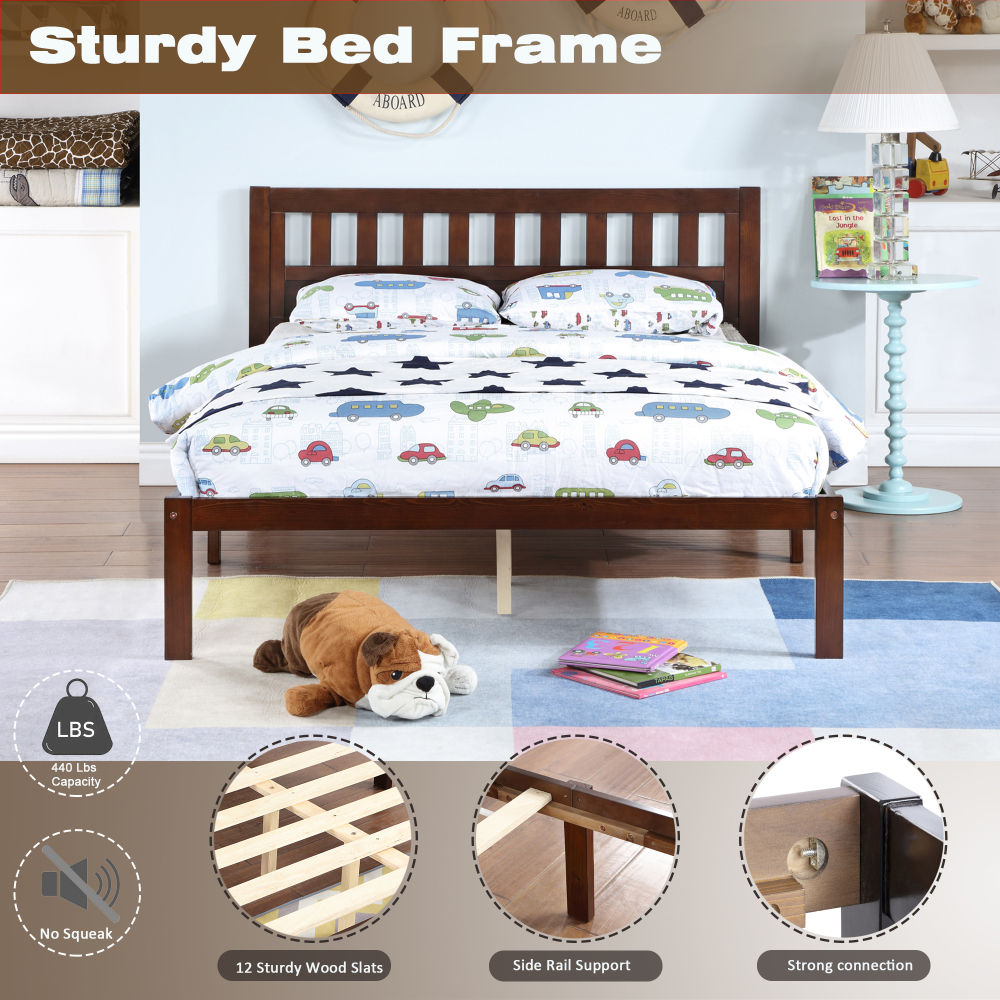 Sturdy Bed Frame
ABOARD
ABOARD
Lost in the
Jungle
TAPAS
LBS
440 Lbs
Capacity
No Squeak
12 Sturdy Wood Slats
Side Rail Support
Strong connection